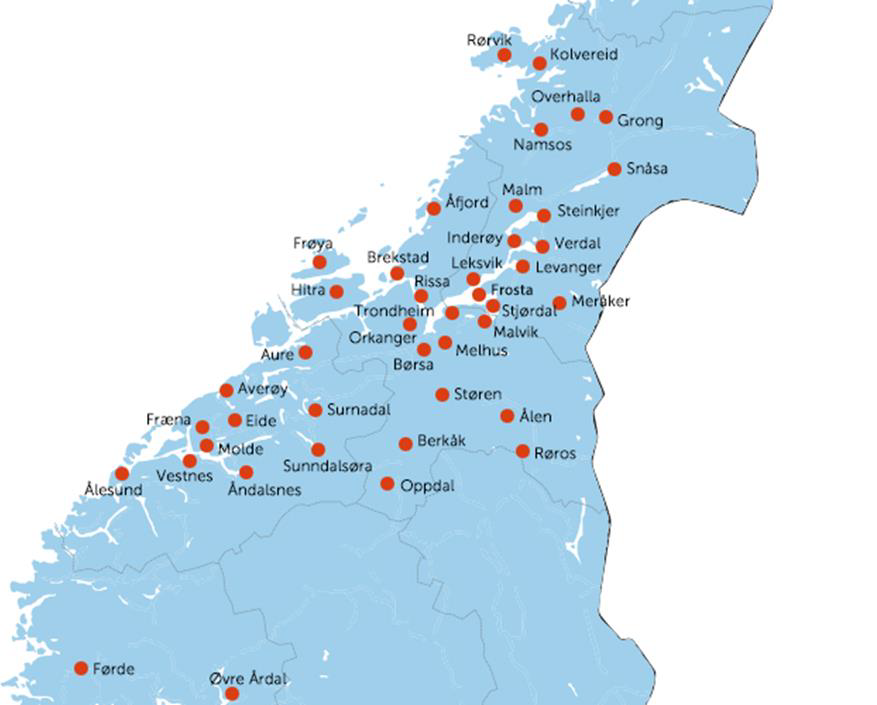 Rørvik
Kolvereid
Overhalla
Grong
Namsos
Snåsa
Malm
Åfjord
Steinkjer
Inderøy
Verdal
Frøya
Brekstad
Leksvik
Levanger
Rissa
Hitra
Frosta
Meråker
Trondheim
Stjørdal
Malvik
Orkanger
Melhus
Aure
Børsa
Averøy
Støren
Surnadal
Ålen
Fræna
Eide
Berkåk
Molde
Røros
Sunndalsøra
Vestnes
Oppdal
Ålesund
Åndalsnes
Førde
Øvre Årdal